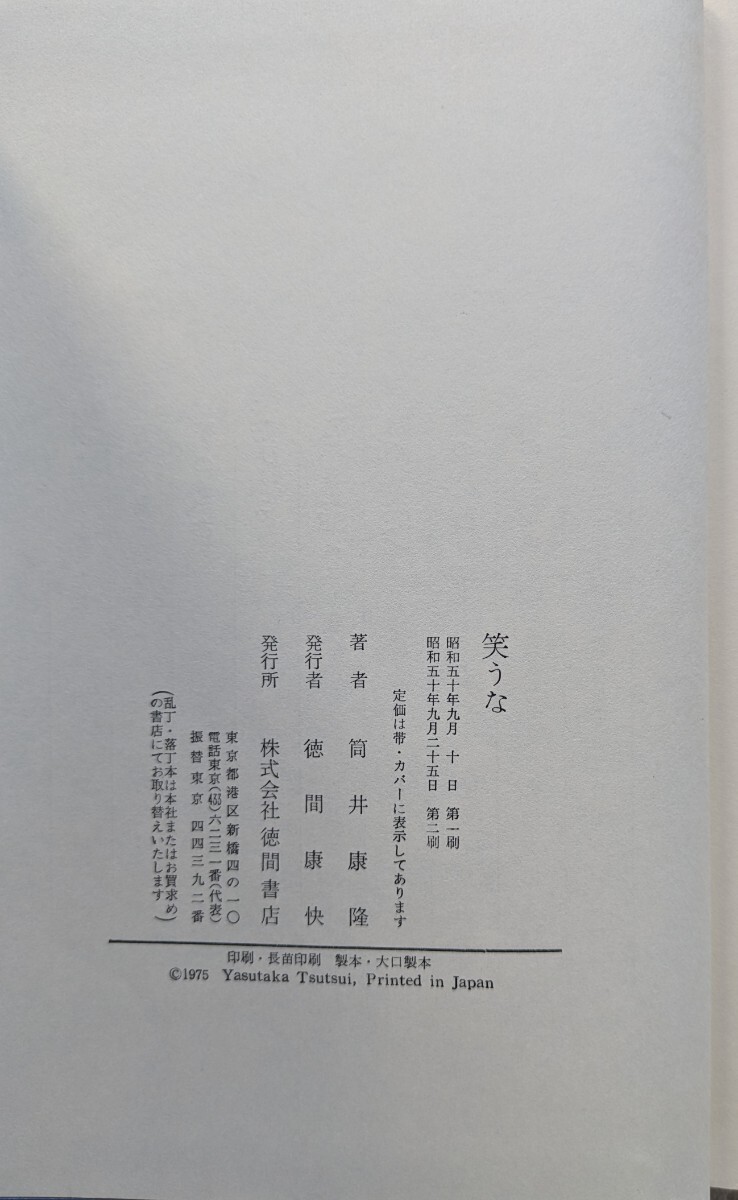 笑うな
昭和五十年九月 十 日 第一刷
昭和五十年九月二十五日 第二刷
定価は帯・カバーに表示してあります
著者 筒井康隆
発行者 徳間康快
発行所 株式会社徳間書店
東京都港区新橋四の一〇
電話東京(433)六二三一番(代表)
振替東京 四四三九二番
(乱丁・落丁本は本社またはお買求め
の書店にてお取り替えいたします)
印刷・長苗印刷 製本・大口製本
©1975 Yasutaka Tsutsui, Printed in Japan